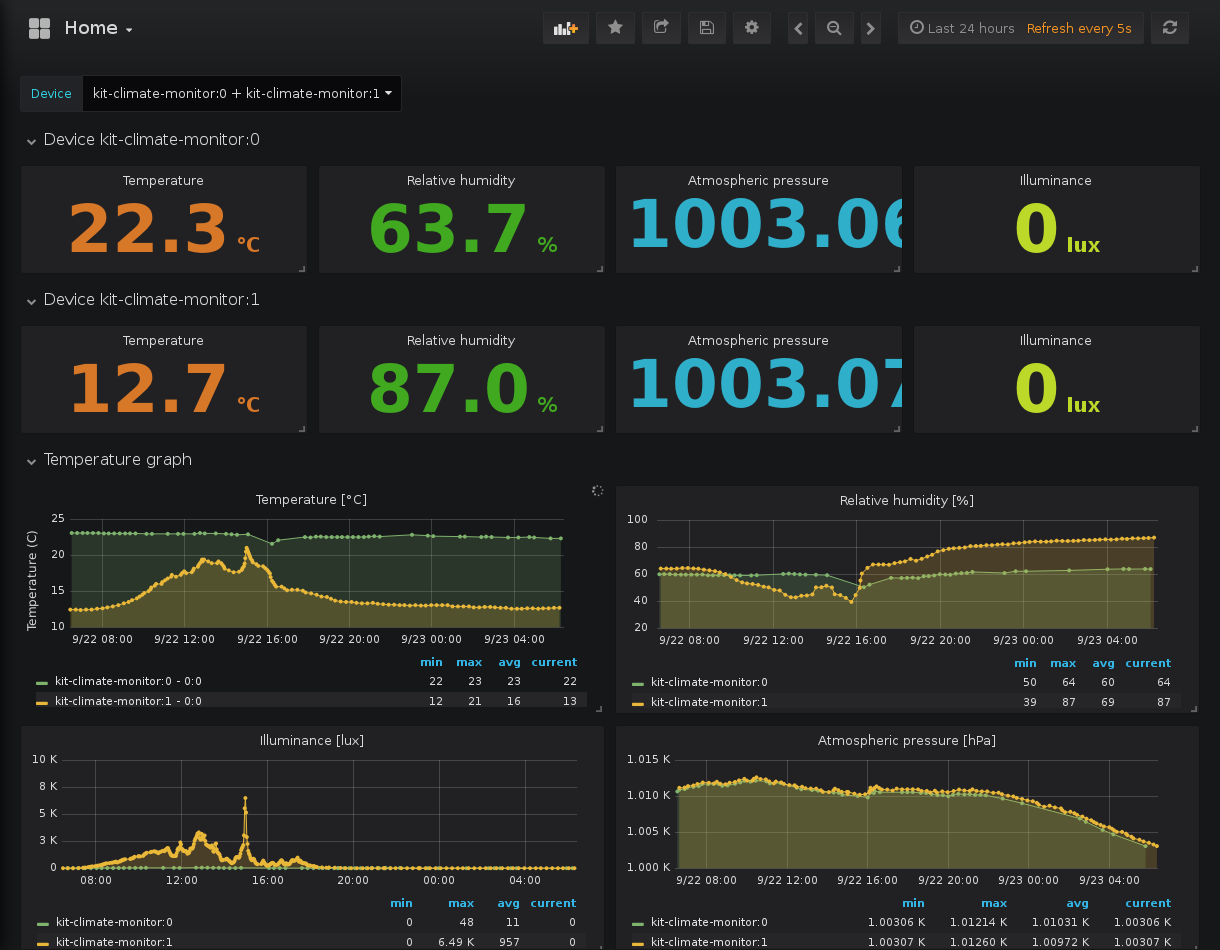 Home
Last 24 hours Refresh every 5s
Device kit-climate-monitor:0 + kit-climate-monitor:1
Device kit-climate-monitor:0
Temperature Relative humidity Atmospheric pressure Illuminance
22.3 °C 63.7 % 1003.06 0 lux
Device kit-climate-monitor:1
Temperature Relative humidity Atmospheric pressure Illuminance
12.7 °C 87.0 % 1003.07 0 lux
Temperature graph
Temperature [°C]
Temperature (C)
25
20
15
10
9/22 08:00 9/22 12:00 9/22 16:00 9/22 20:00 9/23 00:00 9/23 04:00
min max avg current
kit-climate-monitor:0 - 0:0 22 23 23 22
kit-climate-monitor:1 - 0:0 12 21 16 13
Relative humidity [%]
100
80
60
40
20
9/22 08:00 9/22 12:00 9/22 16:00 9/22 20:00 9/23 00:00 9/23 04:00
min max avg current
kit-climate-monitor:0 50 64 60 64
kit-climate-monitor:1 39 87 69 87
Illuminance [lux]
10 K
8 K
5 K
3 K
0
08:00 12:00 16:00 20:00 00:00 04:00
min max avg current
kit-climate-monitor:0 0 48 11 0
kit-climate-monitor:1 0 6.49 K 957 0
Atmospheric pressure [hPa]
1.015 K
1.010 K
1.005 K
1.000 K
9/22 08:00 9/22 12:00 9/22 16:00 9/22 20:00 9/23 00:00 9/23 04:00
min max avg current
kit-climate-monitor:0 1.00306 K 1.01214 K 1.01031 K 1.00306 K
kit-climate-monitor:1 1.00307 K 1.01260 K 1.00972 K 1.00307 K